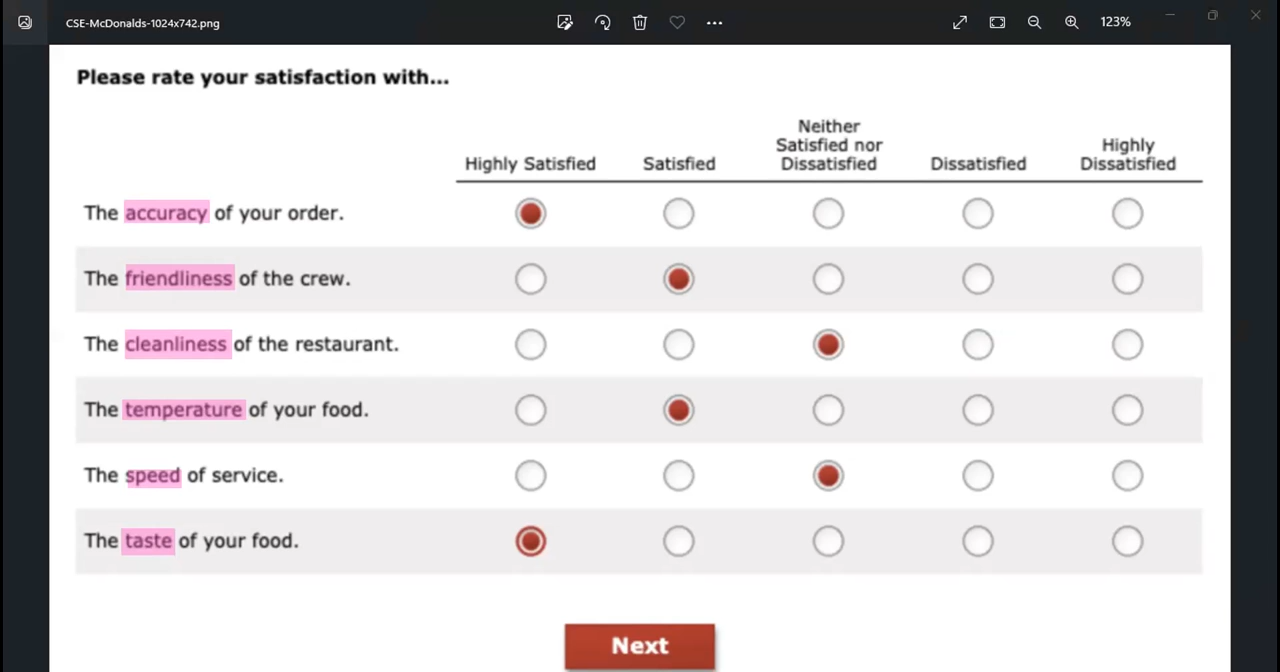 CSE-McDonalds-1024x742.png
123%
Please rate your satisfaction with...
Highly Satisfied
Satisfied
Neither
Satisfied nor
Dissatisfied
Dissatisfied
Highly
Dissatisfied
The accuracy of your order.
The friendliness of the crew.
The cleanliness of the restaurant.
The temperature of your food.
The speed of service.
The taste of your food.
Next